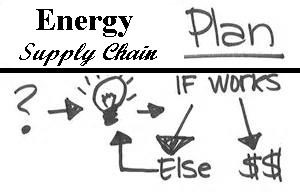 Energy
Supply Chain
Plan
? IF WORKS
Else $$